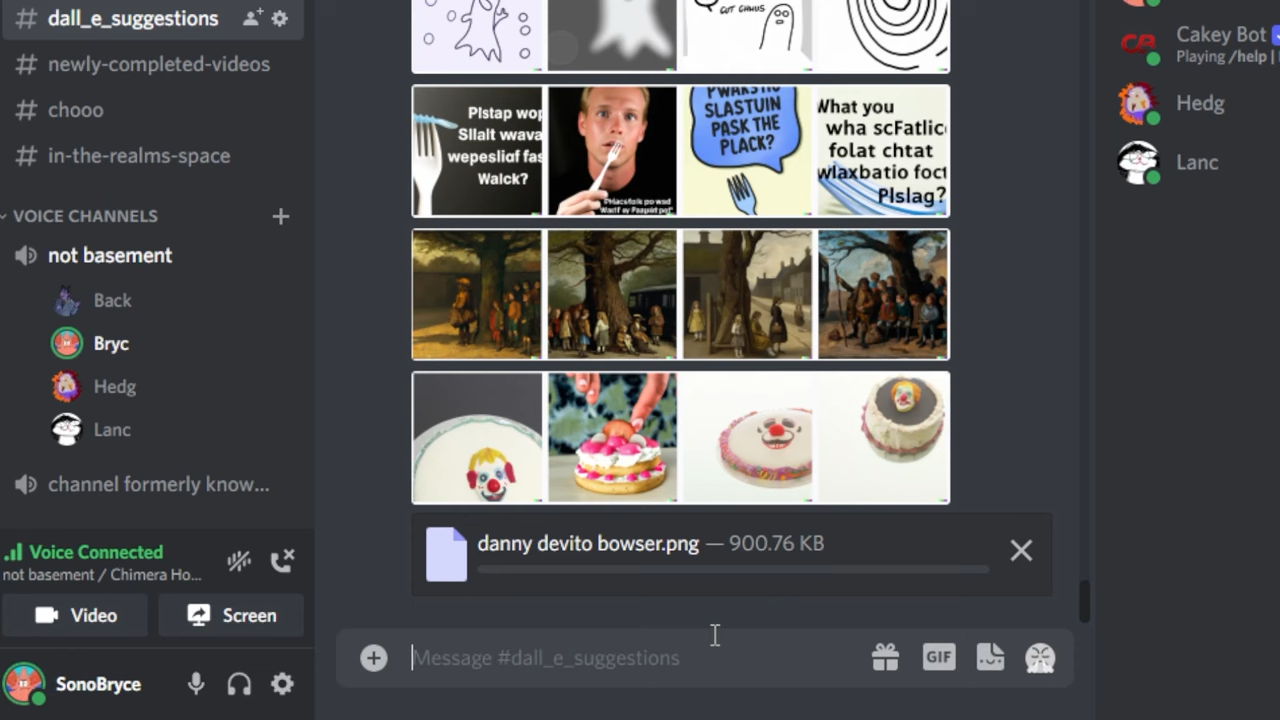 dall_e_suggestions
newly-completed-videos
chooo
in-the-realms-space
VOICE CHANNELS
not basement
Back
Bryc
Hedg
Lanc
channel formerly know...
Voice Connected
not basement / Chimera Ho...
Video
Screen
SonoBryce
GUT
Plstap wop
Sllalt wava
wepesliaf fas
Walck?
PWAKSTIC
SLASTUIN
PASK THE
PLACK?
What you
wha scFatlic
folat chtat
wlaxbatio foct
Plslag?
danny devito bowser.png — 900.76 KB
Message #dall_e_suggestions
GIF
Cakey Bot
Playing /help |
Hedg
Lanc